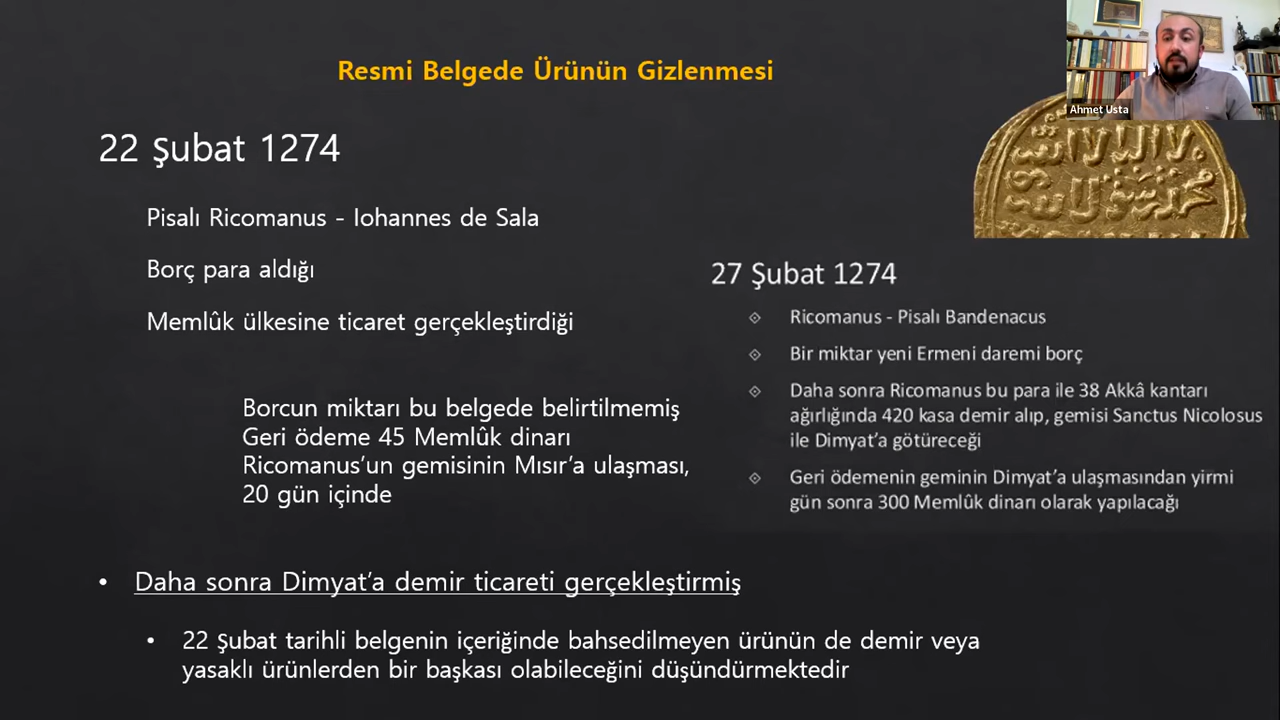 Resmi Belgede Ürünün Gizlenmesi
Ahmet Usta
22 Şubat 1274
Pisalı Ricomanus - Iohannes de Sala
Borç para aldığı
Memlûk ülkesine ticaret gerçekleştirdiği
Borcun miktarı bu belgede belirtilmemiş
Geri ödeme 45 Memlûk dinarı
Ricomanus’un gemisinin Mısır’a ulaşması,
20 gün içinde
27 Şubat 1274
Ricomanus - Pisalı Bandenacus
Bir miktar yeni Ermeni daremi borç
Daha sonra Ricomanus bu para ile 38 Akkâ kantarı
ağırlığında 420 kasa demir alıp, gemisi Sanctus Nicolosus
ile Dimyat’a götüreceği
Geri ödemenin geminin Dimyat’a ulaşmasından yirmi
gün sonra 300 Memlûk dinarı olarak yapılacağı
• Daha sonra Dimyat’a demir ticareti gerçekleştirmiş
• 22 Şubat tarihli belgenin içeriğinde bahsedilmeyen ürünün de demir veya
yasaklı ürünlerden bir başkası olabileceğini düşündürmektedir